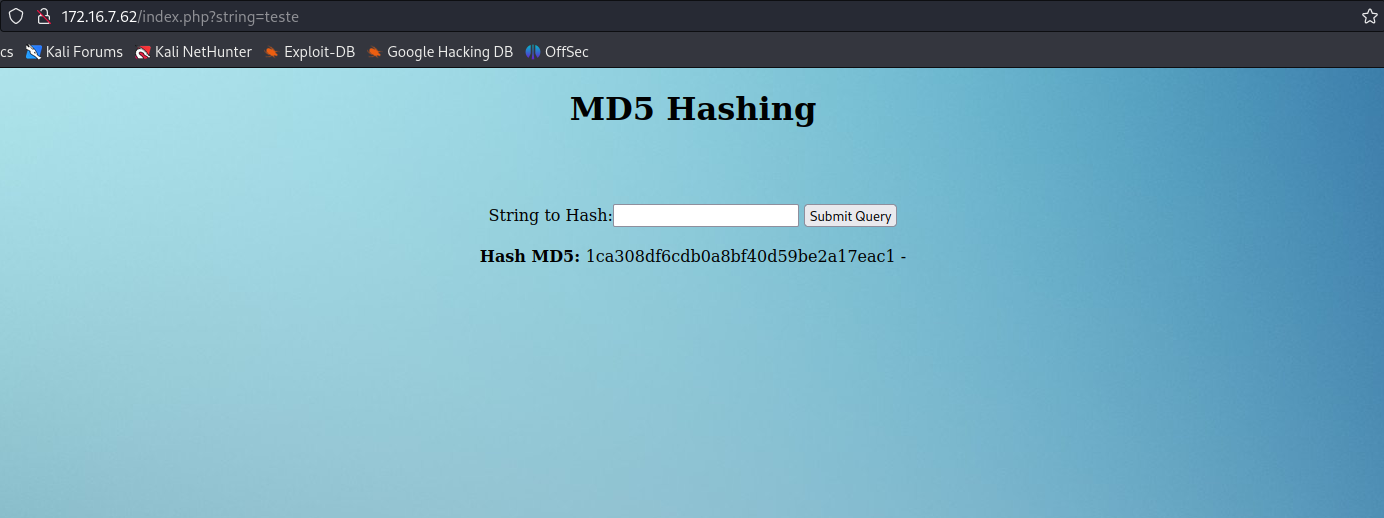 172.16.7.62/index.php?string=teste
cs Kali Forums Kali NetHunter Exploit-DB Google Hacking DB OffSec
MD5 Hashing
String to Hash: Submit Query
Hash MD5: 1ca308df6cdb0a8bf40d59be2a17eac1 -